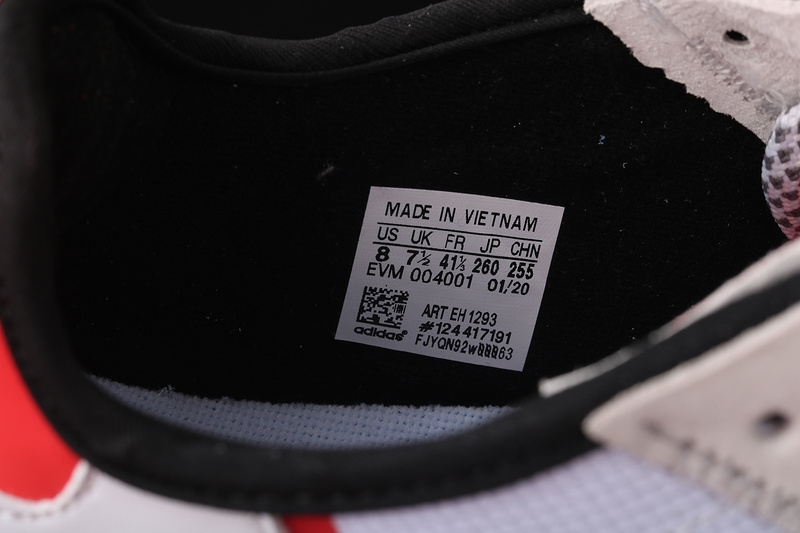 MADE IN VIETNAM
US UK FR JP CHN
8 7½ 41⅓ 260 255
EVM 004001 01/20
ART EH1293
#124417191
adidas®